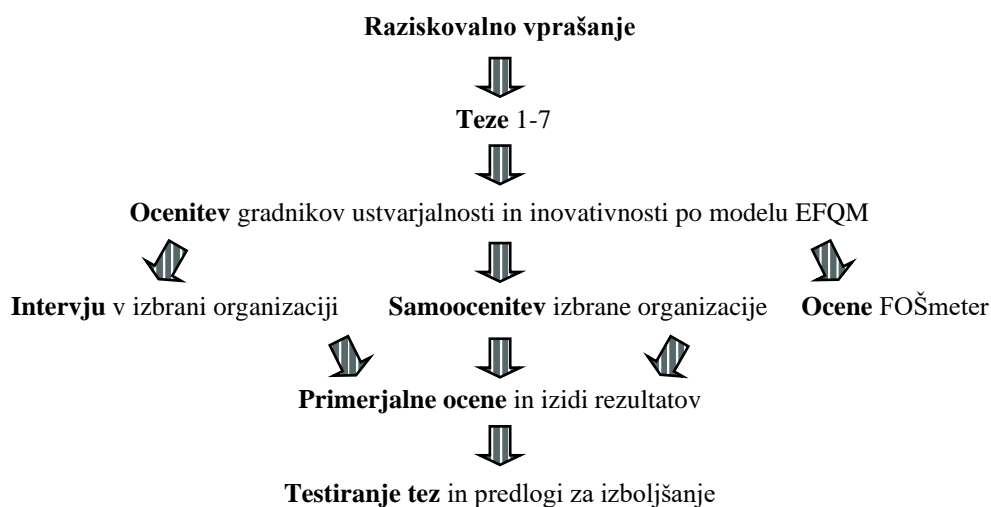 Raziskovalno vprašanje
Teze 1-7
Ocenitev gradnikov ustvarjalnosti in inovativnosti po modelu EFQM
Intervju v izbrani organizaciji
Samoocenitev izbrane organizacije
Ocene FOŠmeter
Primerjalne ocene in izidi rezultatov
Testiranje tez in predlogi za izboljšanje